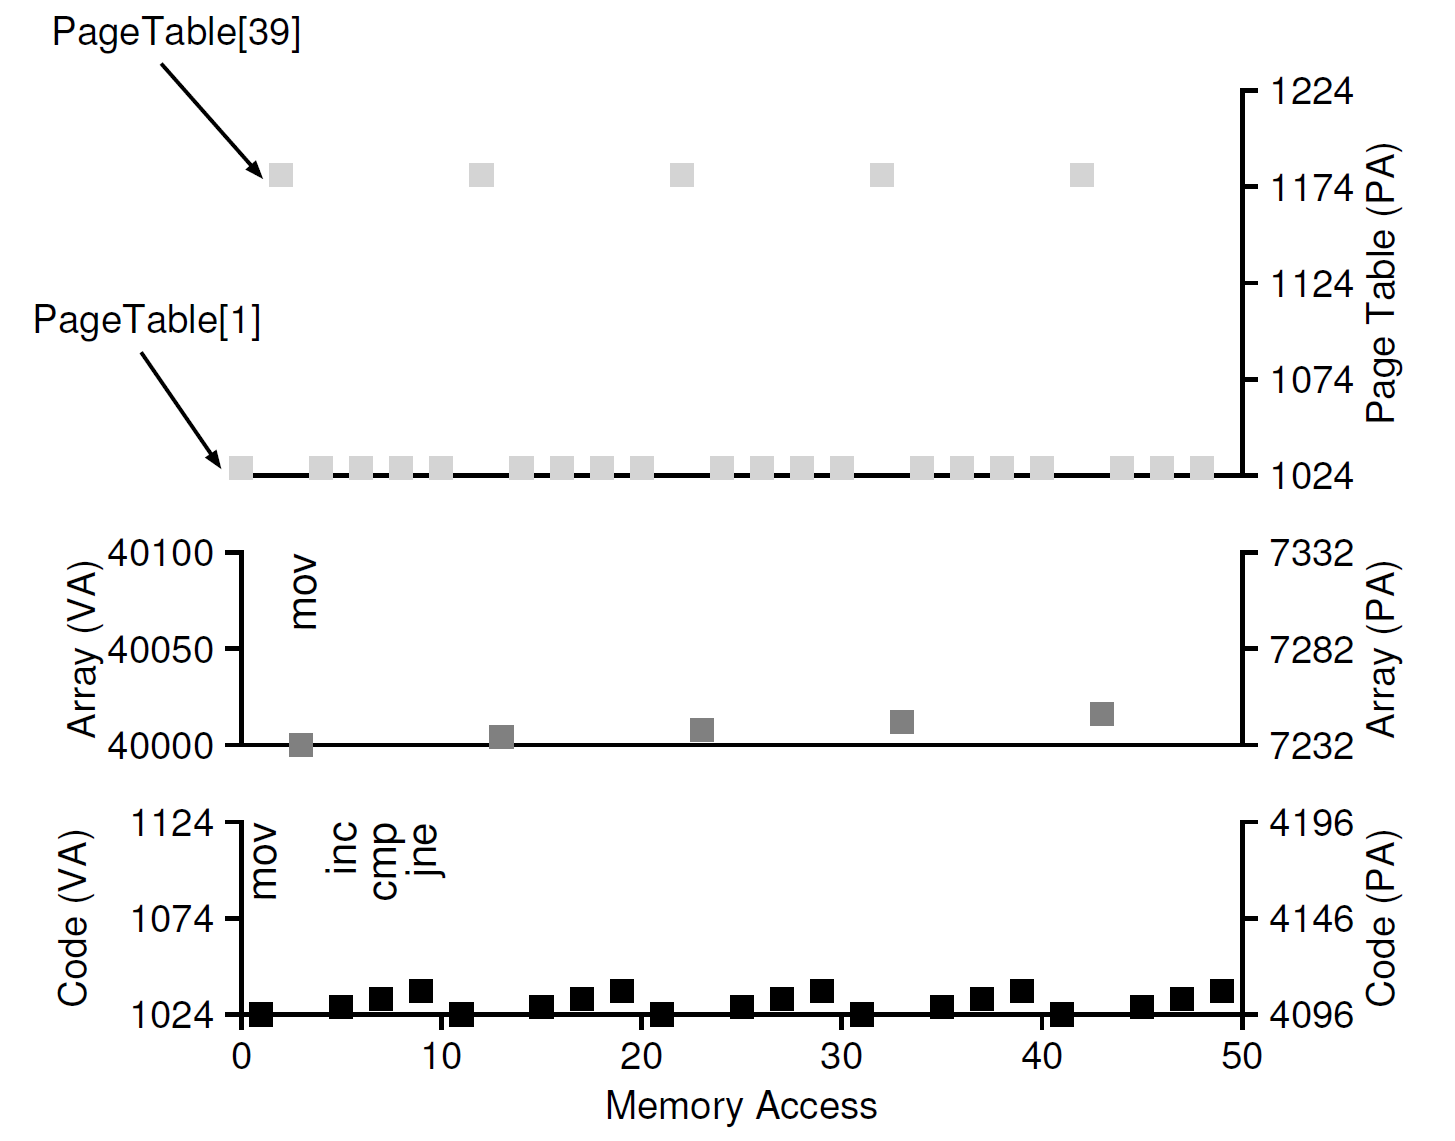 PageTable[39]
1224
1174
1124
1074
1024
Page Table (PA)
PageTable[1]
40100
40050
40000
Array (VA)
mov
7332
7282
7232
Array (PA)
1124
1074
1024
Code (VA)
mov
inc
cmp
jne
4196
4146
4096
Code (PA)
0 10 20 30 40 50
Memory Access